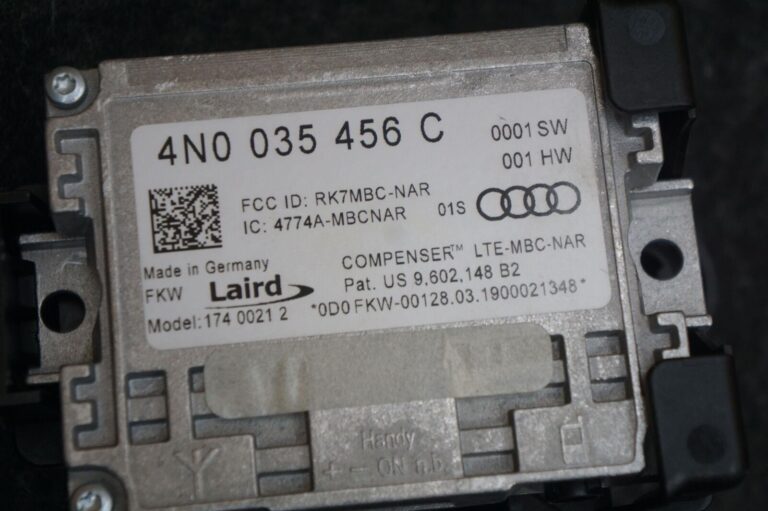 4N0 035 456 C
0001 SW
001 HW
FCC ID: RK7MBC-NAR
IC: 4774A-MBCNAR
01S
COMPENSER™ LTE-MBC-NAR
Pat. US 9,602,148 B2
Made in Germany
FKW
Laird
Model:174 0021 2
*0D0 FKW-00128.03.1900021348*
Handy
+ − ON n.b.